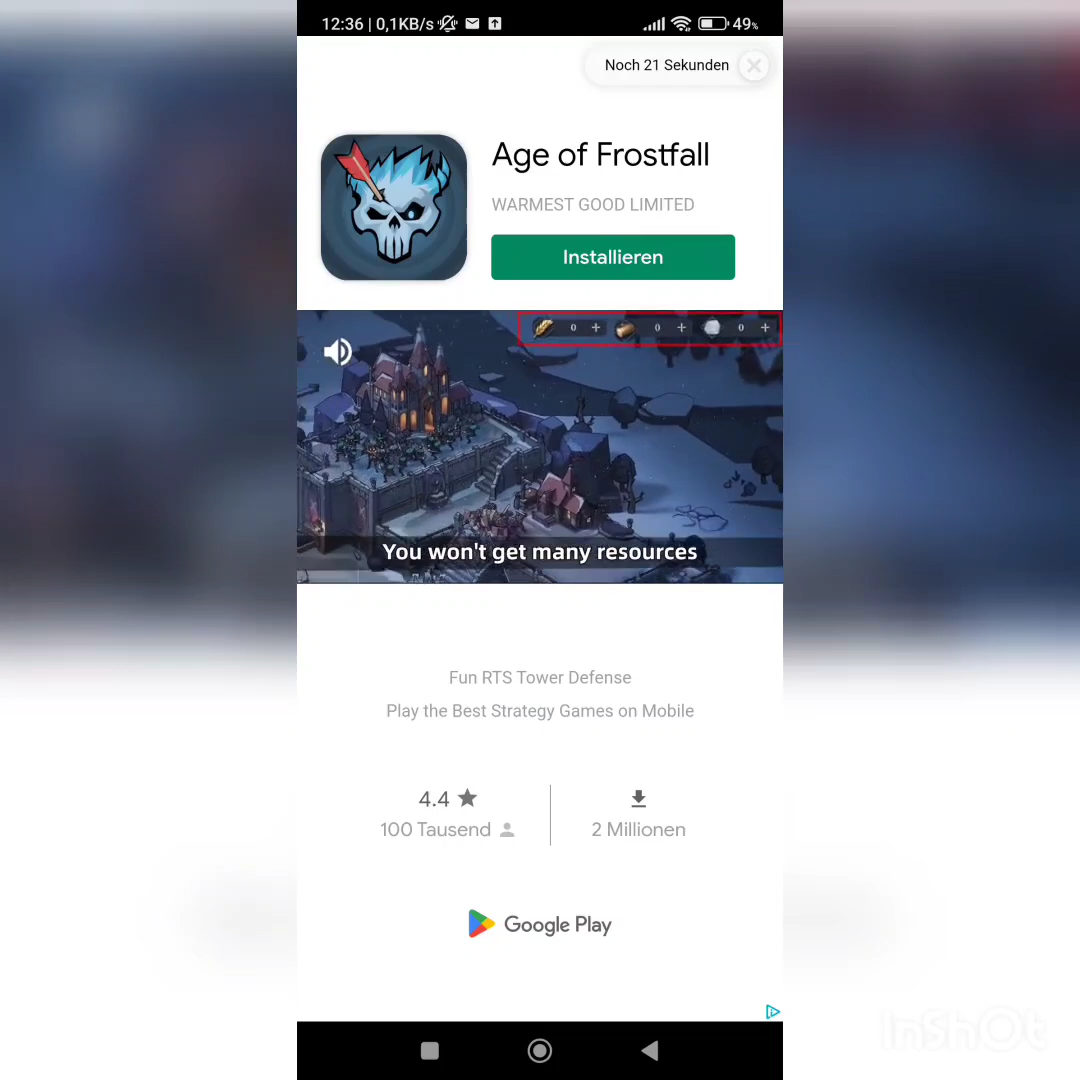 12:36 | 0,1KB/s
49%
Noch 21 Sekunden
Age of Frostfall
WARMEST GOOD LIMITED
Installieren
0 + 0 + 0 +
You won't get many resources
Fun RTS Tower Defense
Play the Best Strategy Games on Mobile
4.4
100 Tausend
2 Millionen
Google Play
InShOt